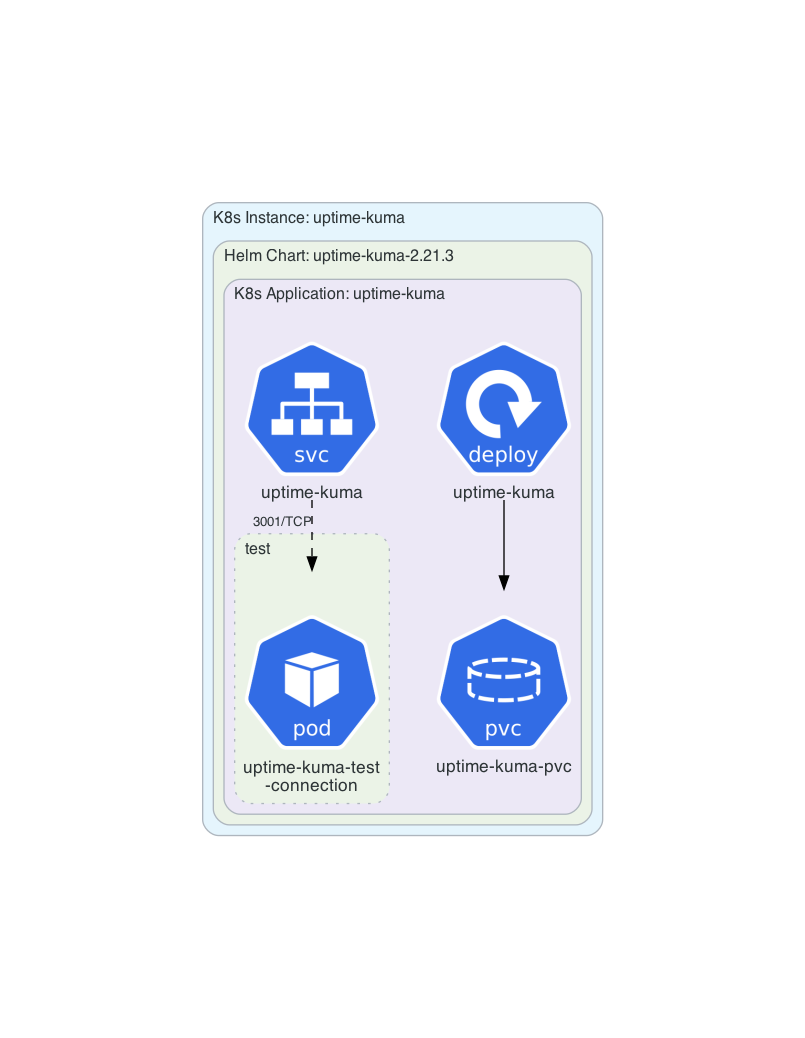 K8s Instance: uptime-kuma
Helm Chart: uptime-kuma-2.21.3
K8s Application: uptime-kuma
svc
deploy
uptime-kuma
uptime-kuma
3001/TCP
test
pod
pvc
uptime-kuma-test
-connection
uptime-kuma-pvc